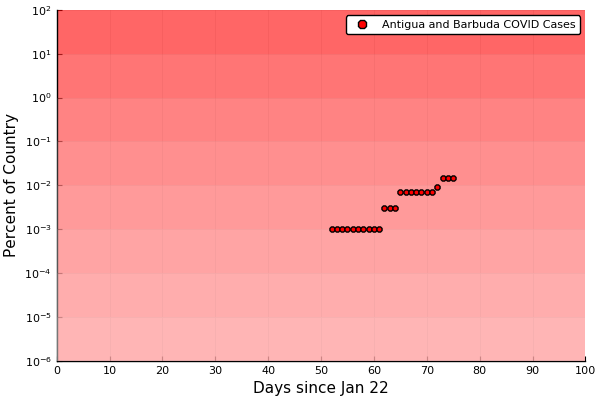 Antigua and Barbuda COVID Cases
Percent of Country
10²
10¹
10⁰
10⁻¹
10⁻²
10⁻³
10⁻⁴
10⁻⁵
10⁻⁶
0 10 20 30 40 50 60 70 80 90 100
Days since Jan 22